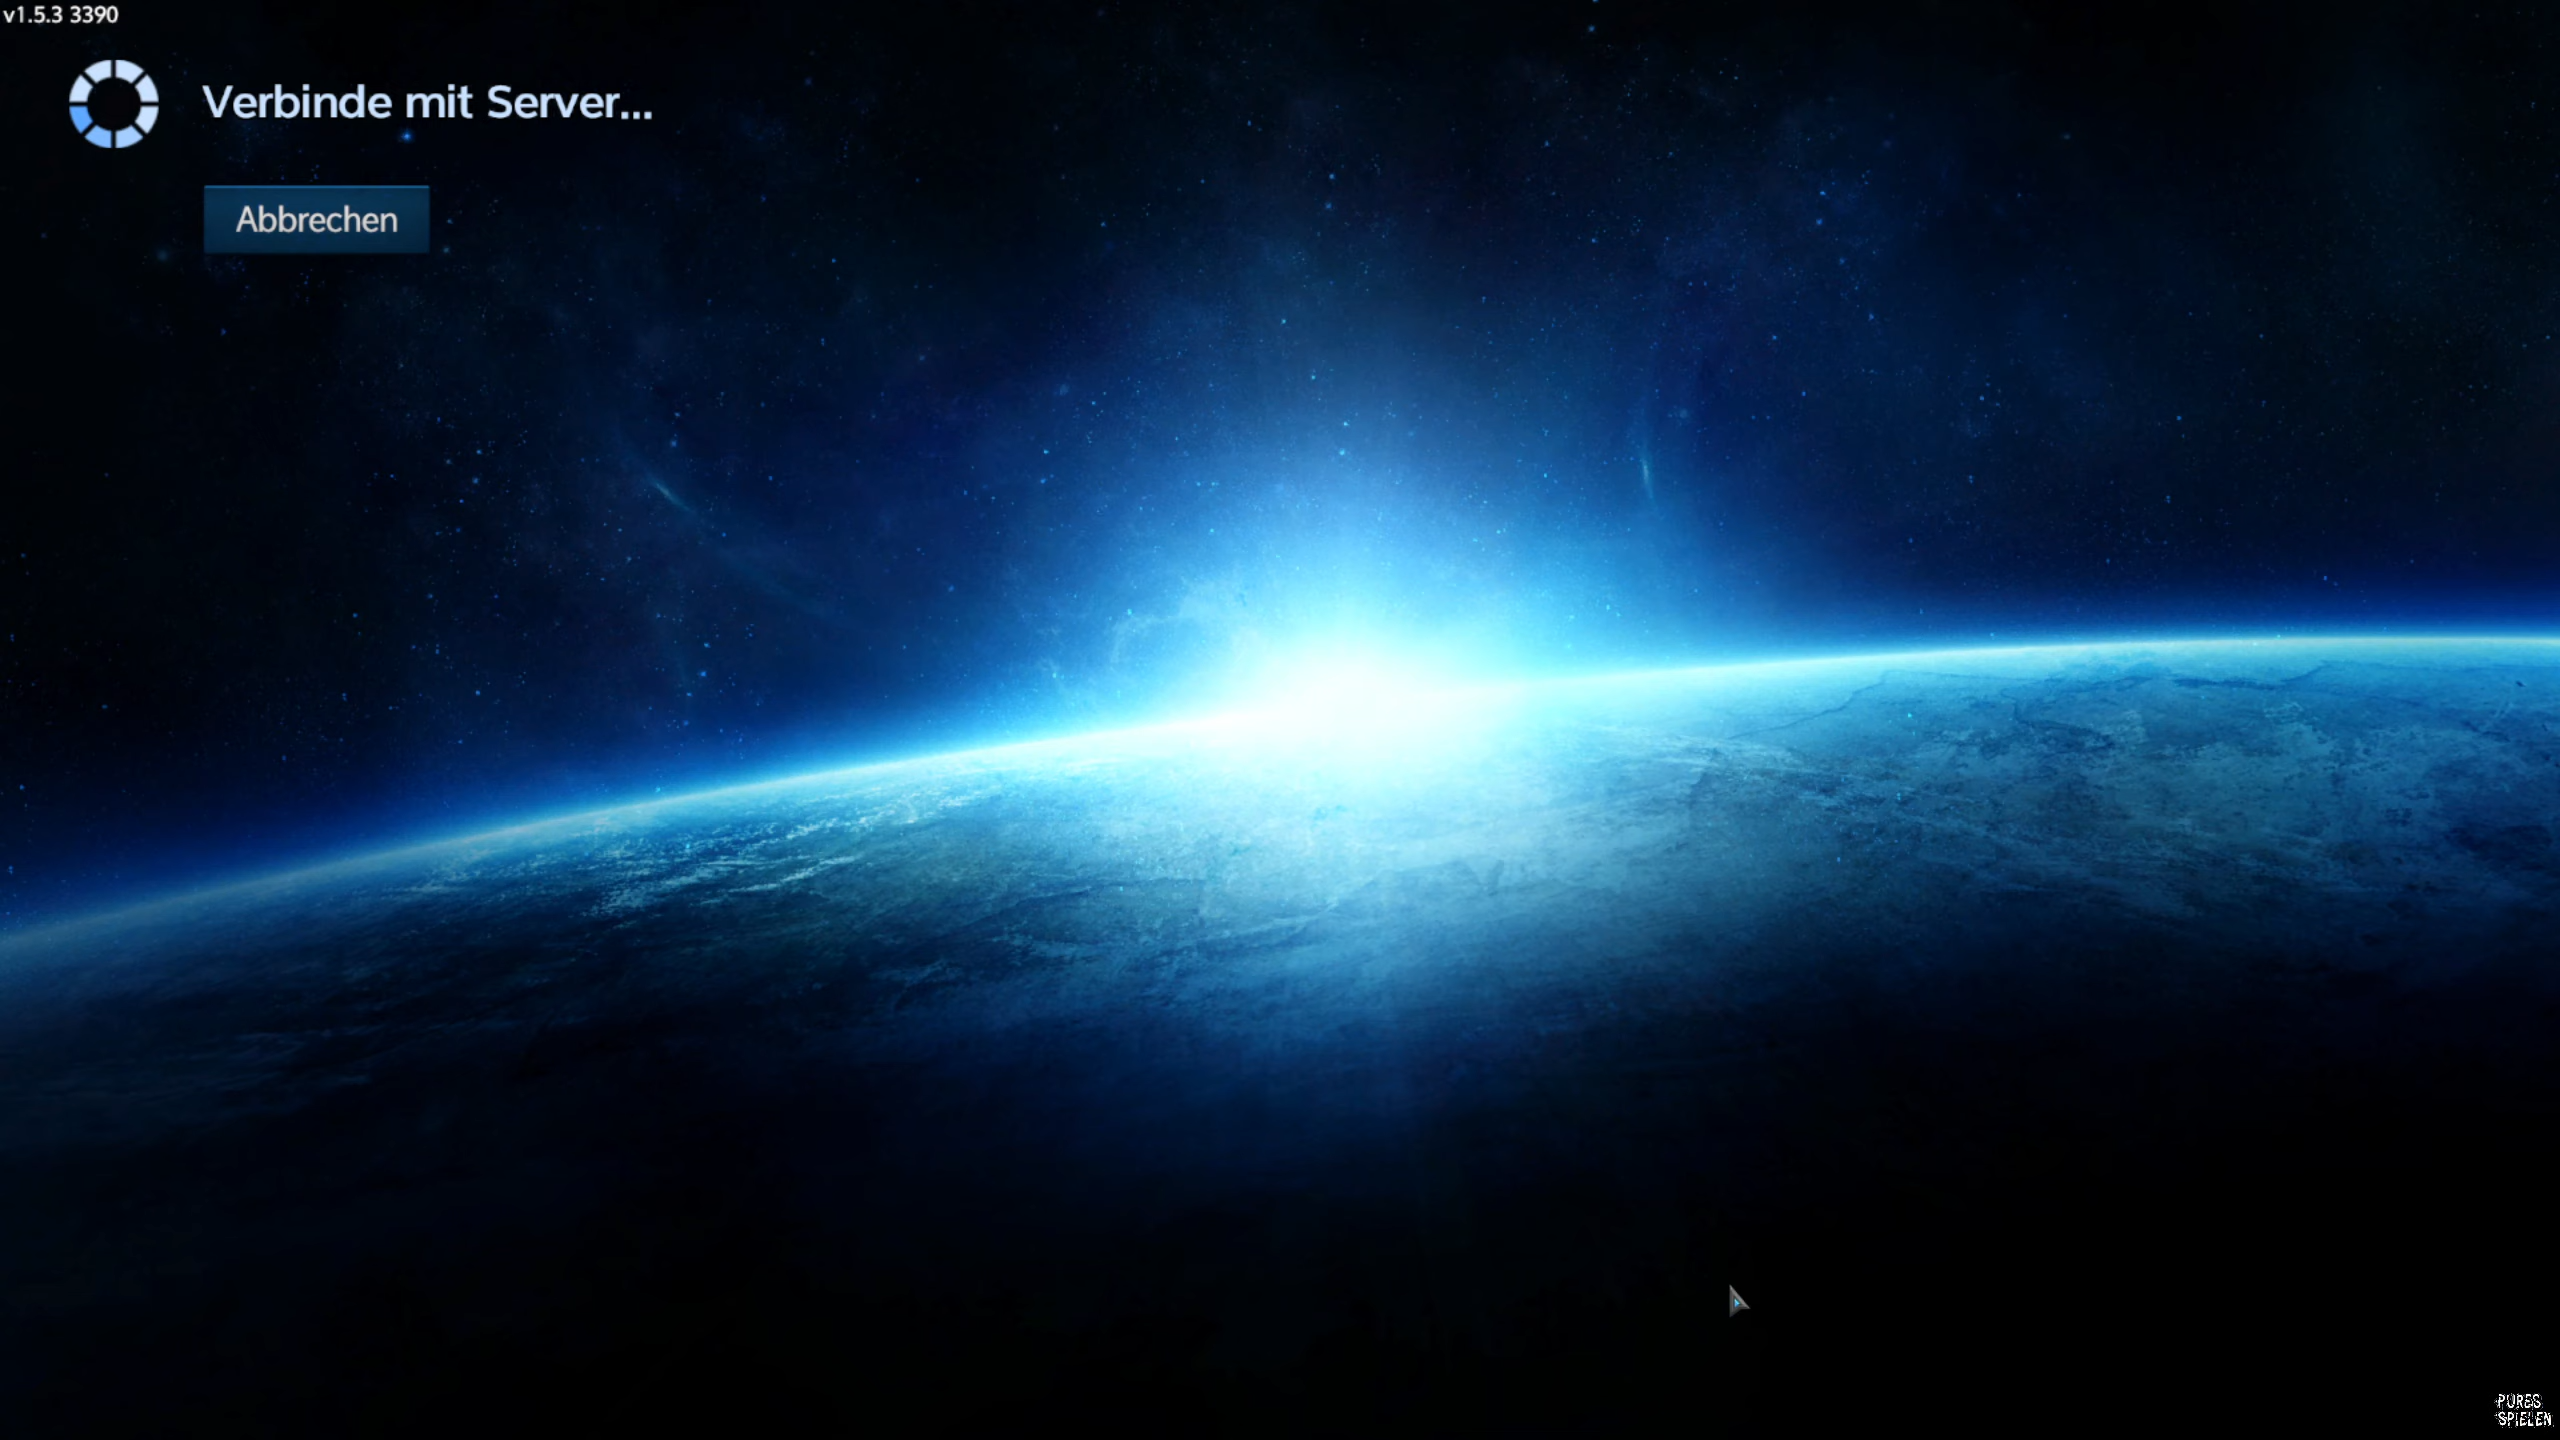 v1.5.3 3390
Verbinde mit Server...
Abbrechen
PURES
SPIELEN